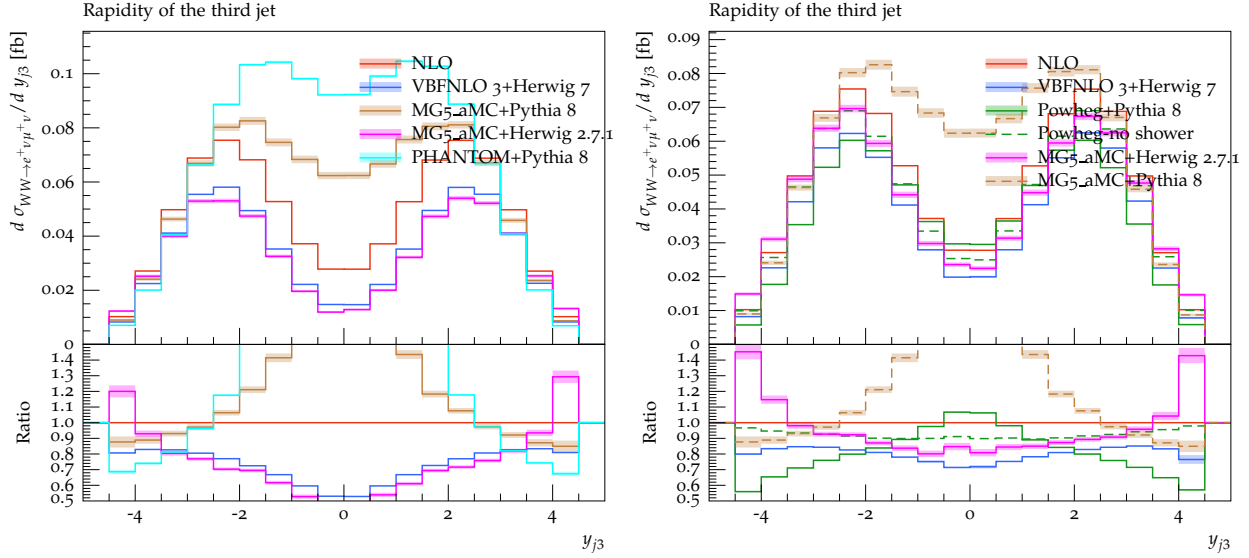 Rapidity of the third jet
d σ_{WW→e⁺νμ⁺ν}/d y_{j3} [fb]
NLO
VBFNLO 3+Herwig 7
MG5_aMC+Pythia 8
MG5_aMC+Herwig 2.7.1
PHANTOM+Pythia 8
0.1
0.08
0.06
0.04
0.02
0
1.4
1.3
1.2
1.1
1.0
0.9
0.8
0.7
0.6
0.5
Ratio
-4
-2
0
2
4
y_{j3}
Rapidity of the third jet
d σ_{WW→e⁺νμ⁺ν}/d y_{j3} [fb]
NLO
VBFNLO 3+Herwig 7
Powheg+Pythia 8
Powheg-no shower
MG5_aMC+Herwig 2.7.1
MG5_aMC+Pythia 8
0.09
0.08
0.07
0.06
0.05
0.04
0.03
0.02
0.01
0
1.4
1.3
1.2
1.1
1.0
0.9
0.8
0.7
0.6
0.5
Ratio
-4
-2
0
2
4
y_{j3}